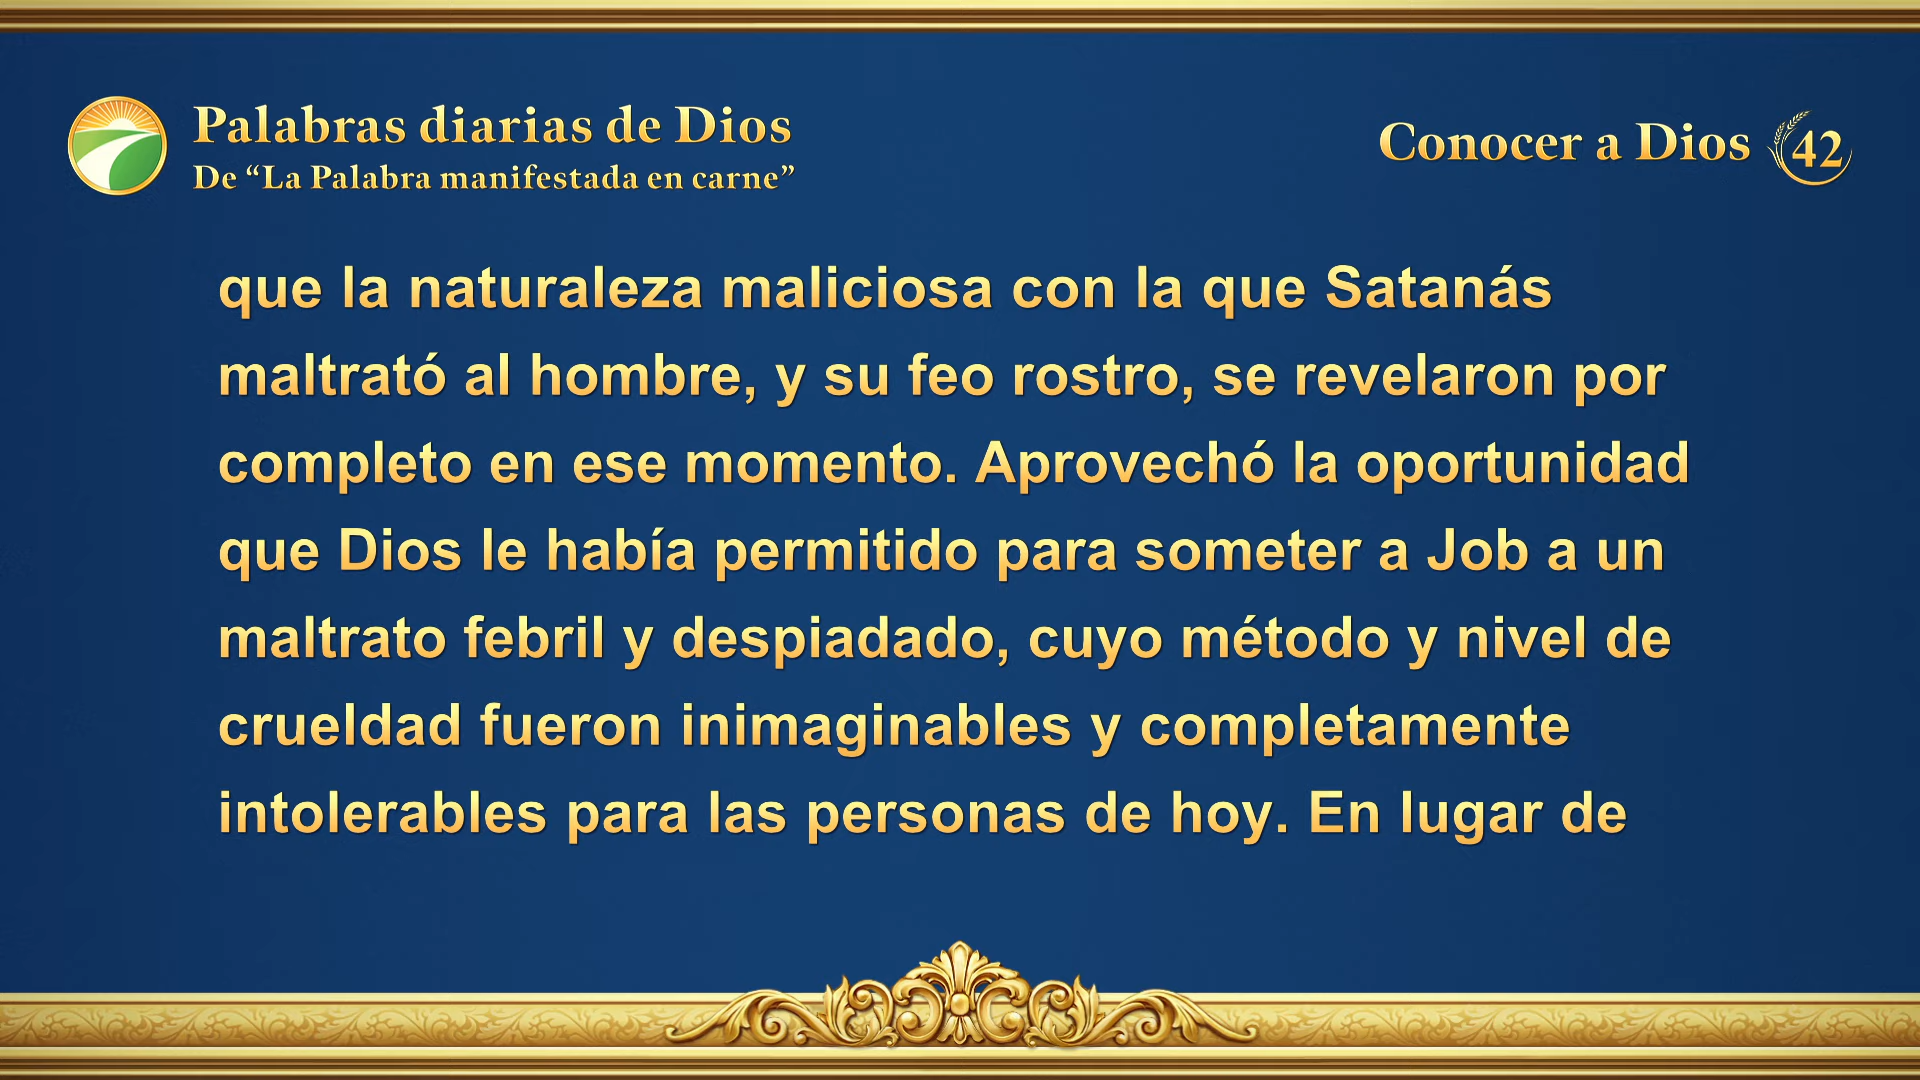 Palabras diarias de Dios
De “La Palabra manifestada en carne”
Conocer a Dios 42
que la naturaleza maliciosa con la que Satanás
maltrató al hombre, y su feo rostro, se revelaron por
completo en ese momento. Aprovechó la oportunidad
que Dios le había permitido para someter a Job a un
maltrato febril y despiadado, cuyo método y nivel de
crueldad fueron inimaginables y completamente
intolerables para las personas de hoy. En lugar de